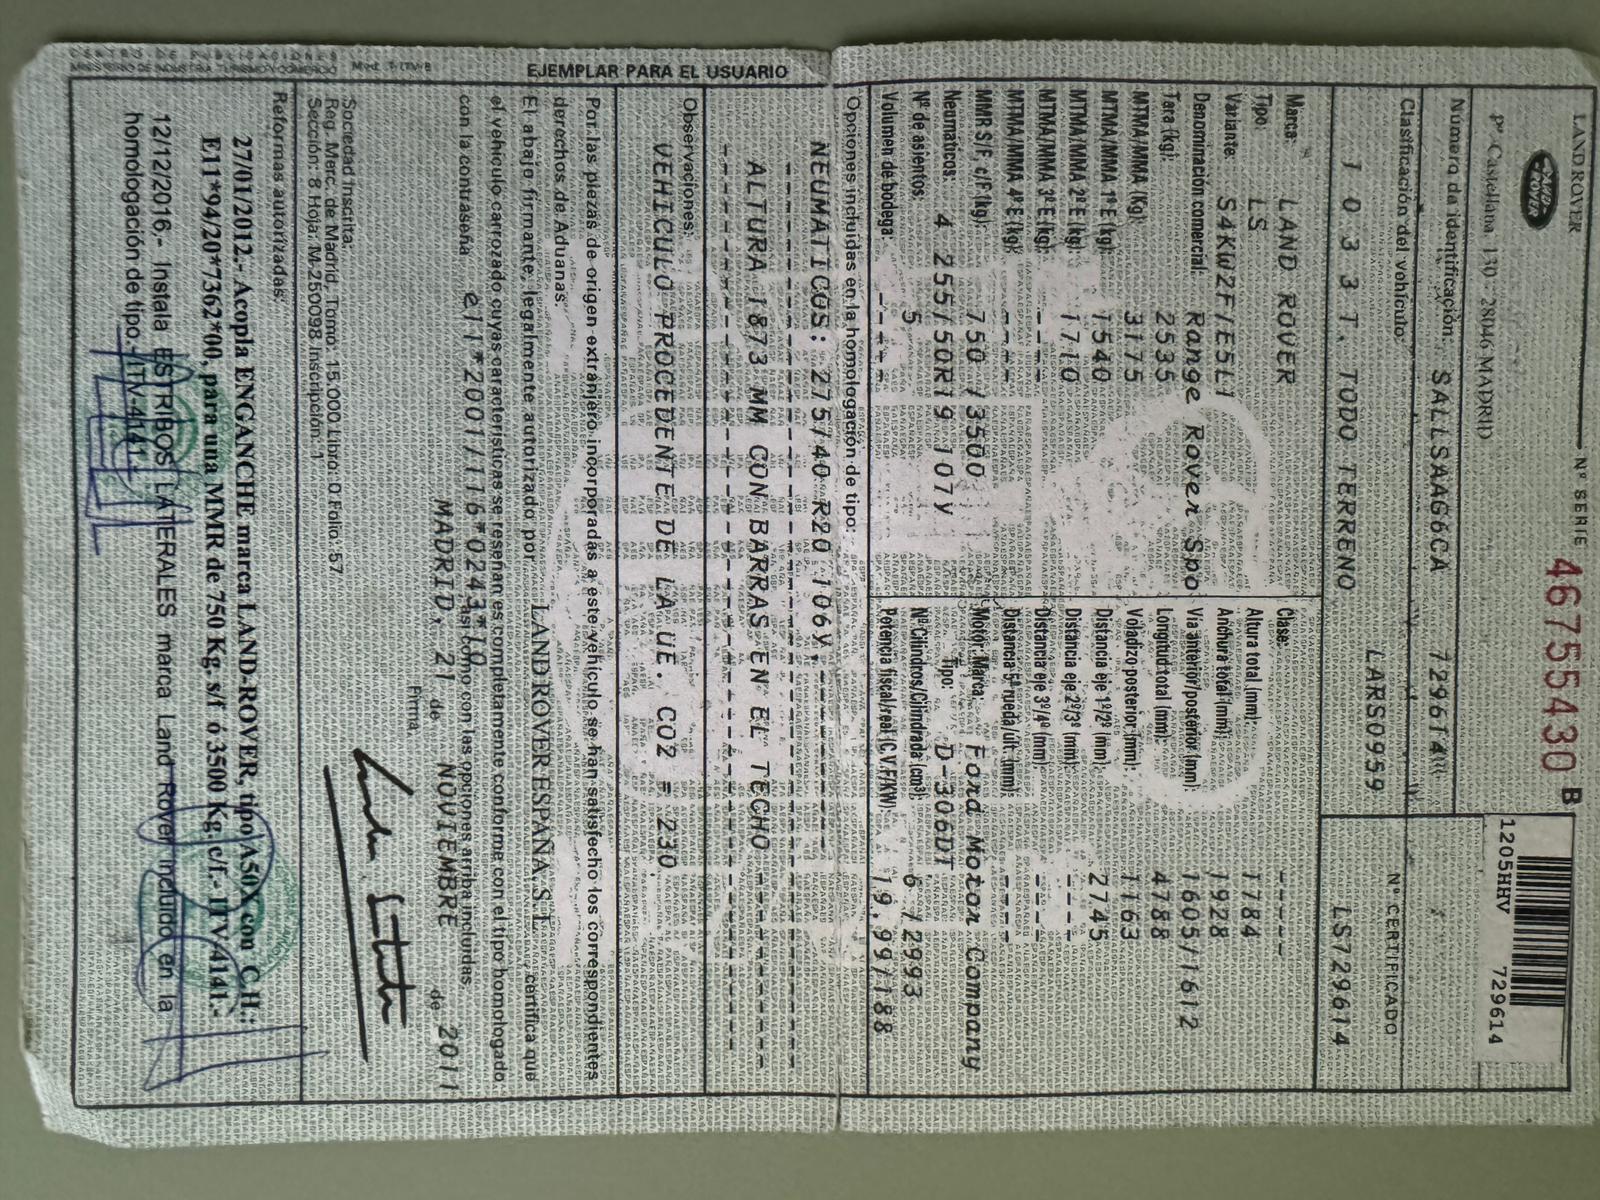 LAND ROVER
Pº Castellana, 130 - 28046 MADRID
LAND ROVER
Nº SERIE 46755430 B
1205HHV 729614
Número de identificación: SALLSAAG6CA 729614
LARS0959
Clasificación del vehículo:
1 0 3 3 T. TODO TERRENO
Nº CERTIFICADO
LS729614
Marca: LAND ROVER
Tipo: LS
Variante: S4KWZF/E5L1
Denominación comercial: Range Rover Spo
Tara (kg): 2535
MTMA/MMA (Kg): 3175
MTMA/MMA 1º E (kg): 1540
MTMA/MMA 2º E (kg): 1710
MTMA/MMA 3º E (kg): -----
MTMA/MMA 4º E (kg): -----
MMR S/F, c/F (kg): 750 /3500
Neumáticos: 4 255/50R19 107y
Nº de asientos: 5
Volumen de bodega: -----
Clase: -----
Altura total (mm): 1784
Anchura total (mm): 1928
Vía anterior/posterior (mm): 1605/1612
Longitud total (mm): 4788
Voladizo posterior (mm): 1163
Distancia eje 1º/2º (mm): 2745
Distancia eje 2º/3º (mm): -----
Distancia eje 3º/4º (mm): -----
Distancia 5ª rueda/últ. (mm): -----
Motor: Marca: Ford Motor Company
Tipo: D-306DT
Nº Cilindros/Cilindrada (cm³): 6 /2993
Potencia fiscal/real (C.V.F/KW): 19,99/188
Opciones incluidas en la homologación de tipo:
NEUMATICOS: 275/40 R20 106y,
ALTURA 1873 MM CON BARRAS EN EL TECHO
Observaciones:
VEHICULO PROCEDENTE DE LA UE. CO2 = 230
Por las piezas de origen extranjero incorporadas a este vehículo se han satisfecho los correspondientes
derechos de Aduanas.
El abajo firmante, legalmente autorizado por LAND ROVER ESPAÑA, S.L. certifica que
el vehículo carrozado cuyas características se reseñan es completamente conforme con el tipo homologado
con la contraseña e11*2001/116*0243*10 así como con las opciones arriba incluidas.
MADRID, 21 de NOVIEMBRE de 2011
Firma
Sociedad Inscrita:
Reg. Merc. de Madrid, Tomo: 15.000 Libro: 0 Folio: 57
Sección: 8 Hoja: M-250098 Inscripción: 1
Reformas autorizadas:
27/01/2012.- Acopla ENGANCHE marca LAND-ROVER, tipo A50X con C.H.:
E11*94/20*7362*00, para una MMR de 750 Kg. s/f ó 3500 Kg. c/f.- ITV 4141.-
12/12/2016,- Instala ESTRIBOS LATERALES marca Land Rover incluido en la
homologación de tipo. ITV-4141
CENTRO DE PUBLICACIONES
MINISTERIO DE INDUSTRIA, TURISMO Y COMERCIO Mod. T-ITV/B
EJEMPLAR PARA EL USUARIO